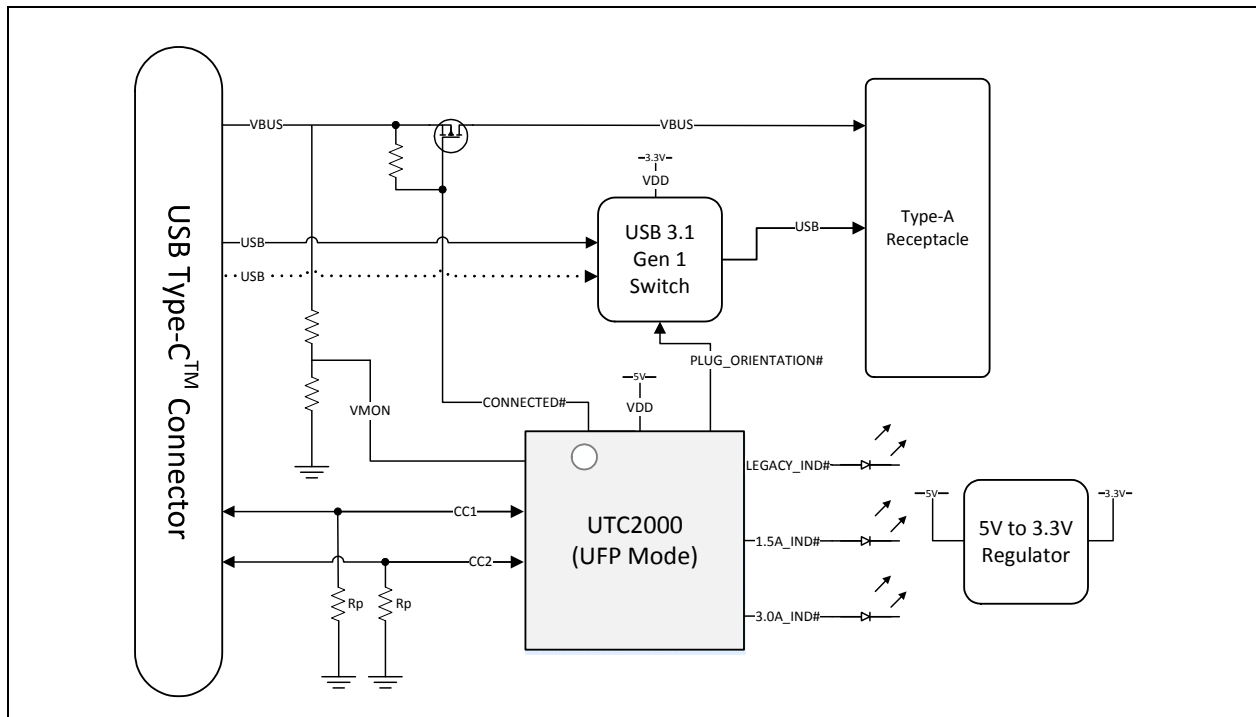 USB Type-C™ Connector
VBUS
VBUS
-3.3V-
VDD
USB
USB
USB 3.1
Gen 1
Switch
USB
Type-A
Receptacle
PLUG_ORIENTATION#
VMON
CONNECTED#
-5V-
VDD
UTC2000
(UFP Mode)
CC1
CC2
Rp
Rp
LEGACY_IND#
1.5A_IND#
3.0A_IND#
-5V-
5V to 3.3V
Regulator
-3.3V-